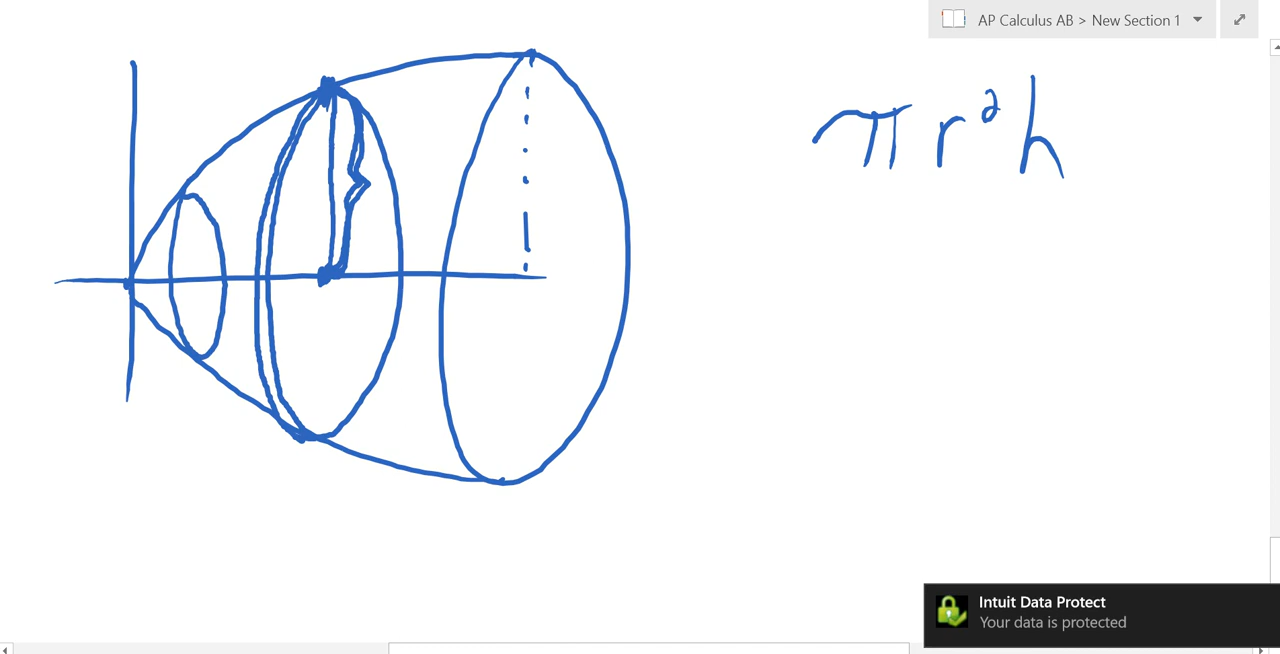 AP Calculus AB > New Section 1
πr²h
Intuit Data Protect
Your data is protected